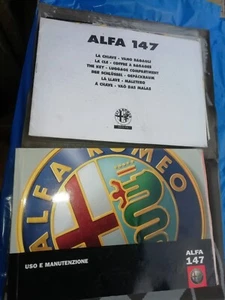 ALFA 147
LA CHIAVE - VANO BAGAGLI
LA CLE - COFFRE A BAGAGES
THE KEY - LUGGAGE COMPARTMENT
DER SCHLÜSSEL - GEPÄCKRAUM
LA LLAVE - MALETERO
A CHAVE - VÃO DAS MALAS
ALFA ROMEO
USO E MANUTENZIONE
ALFA
147